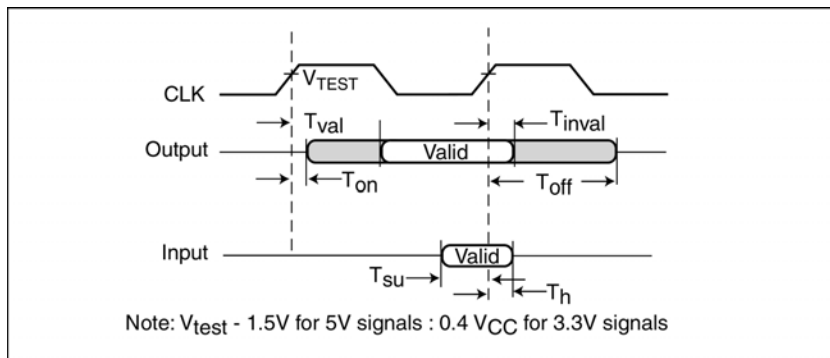 VTEST
CLK
Tval
Tinval
Output
Valid
Ton
Toff
Input
Valid
Tsu
Th
Note: Vtest - 1.5V for 5V signals : 0.4 VCC for 3.3V signals